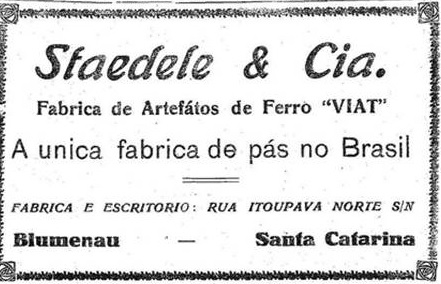 Staedele & Cia.
Fabrica de Artefátos de Ferro "VIAT"
A unica fabrica de pás no Brasil
FABRICA E ESCRITORIO: RUA ITOUPAVA NORTE S/N
Blumenau — Santa Catarina